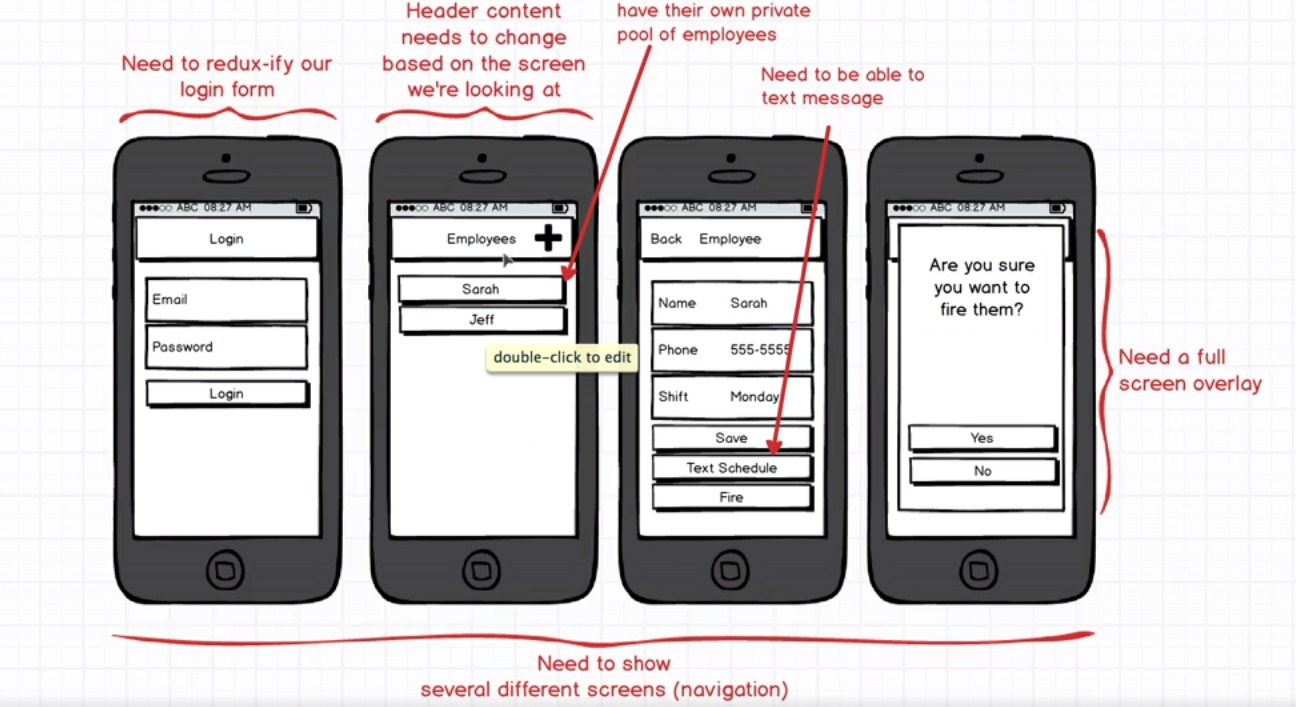 Need to redux-ify our
login form
Header content
needs to change
based on the screen
we're looking at
have their own private
pool of employees
Need to be able to
text message
ABC 08:27 AM
Login
Email
Password
Login
ABC 08:27 AM
Employees
Sarah
Jeff
double-click to edit
ABC 08:27 AM
Back Employee
Name Sarah
Phone 555-5555
Shift Monday
Save
Text Schedule
Fire
ABC 08:27 AM
Are you sure
you want to
fire them?
Yes
No
Need a full
screen overlay
Need to show
several different screens (navigation)